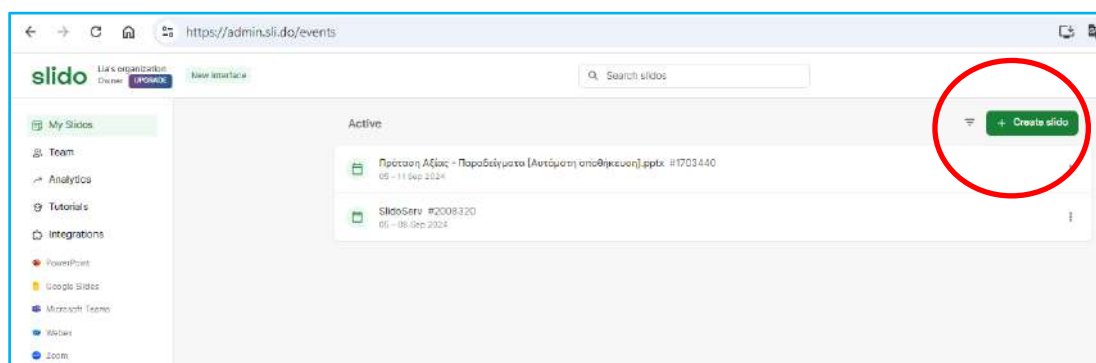 https://admin.sli.do/events
slido
Lia's organization
Owner UPGRADE
New interface
Search slidos
My Slidos
Team
Analytics
Tutorials
Integrations
PowerPoint
Google Slides
Microsoft Teams
Webex
Zoom
Active
+ Create slido
Πρόταση Αξίας - Παραδείγματα [Αυτόματη αποθήκευση].pptx #1703440
05 – 11 Sep 2024
SlidoServ #2008320
05 – 08 Sep 2024